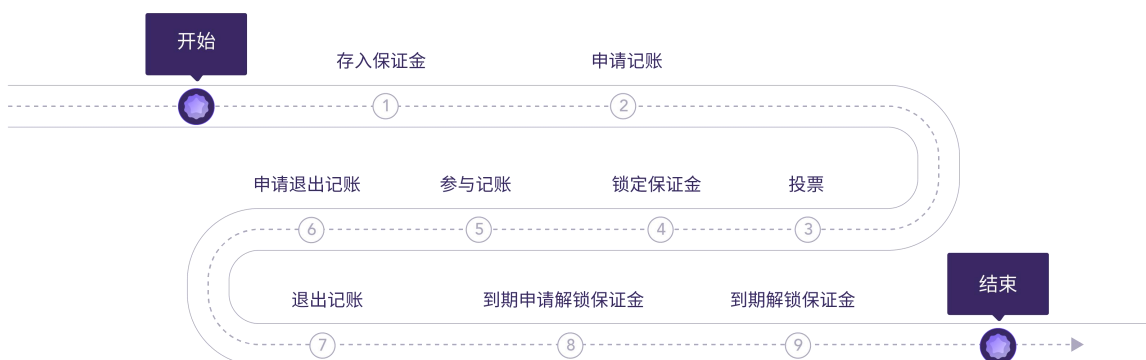 开始
存入保证金
申请记账
1
2
申请退出记账
参与记账
锁定保证金
投票
6
5
4
3
结束
退出记账
到期申请解锁保证金
到期解锁保证金
7
8
9